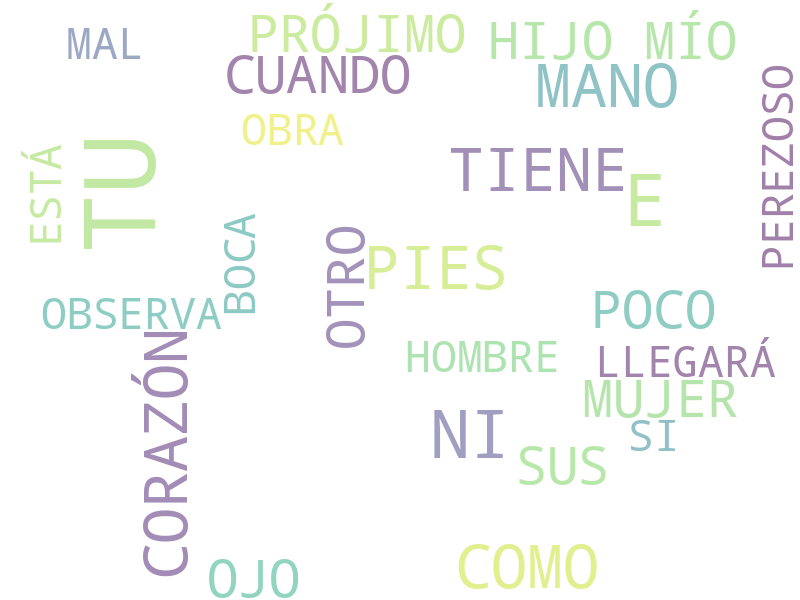 PRÓJIMO
HIJO MÍO
MAL
CUANDO
MANO
PEREZOSO
OBRA
TU
ESTÁ
TIENE
E
BOCA
OTRO
PIES
OBSERVA
POCO
CORAZÓN
HOMBRE
LLEGARÁ
MUJER
NI
SI
SUS
OJO
COMO